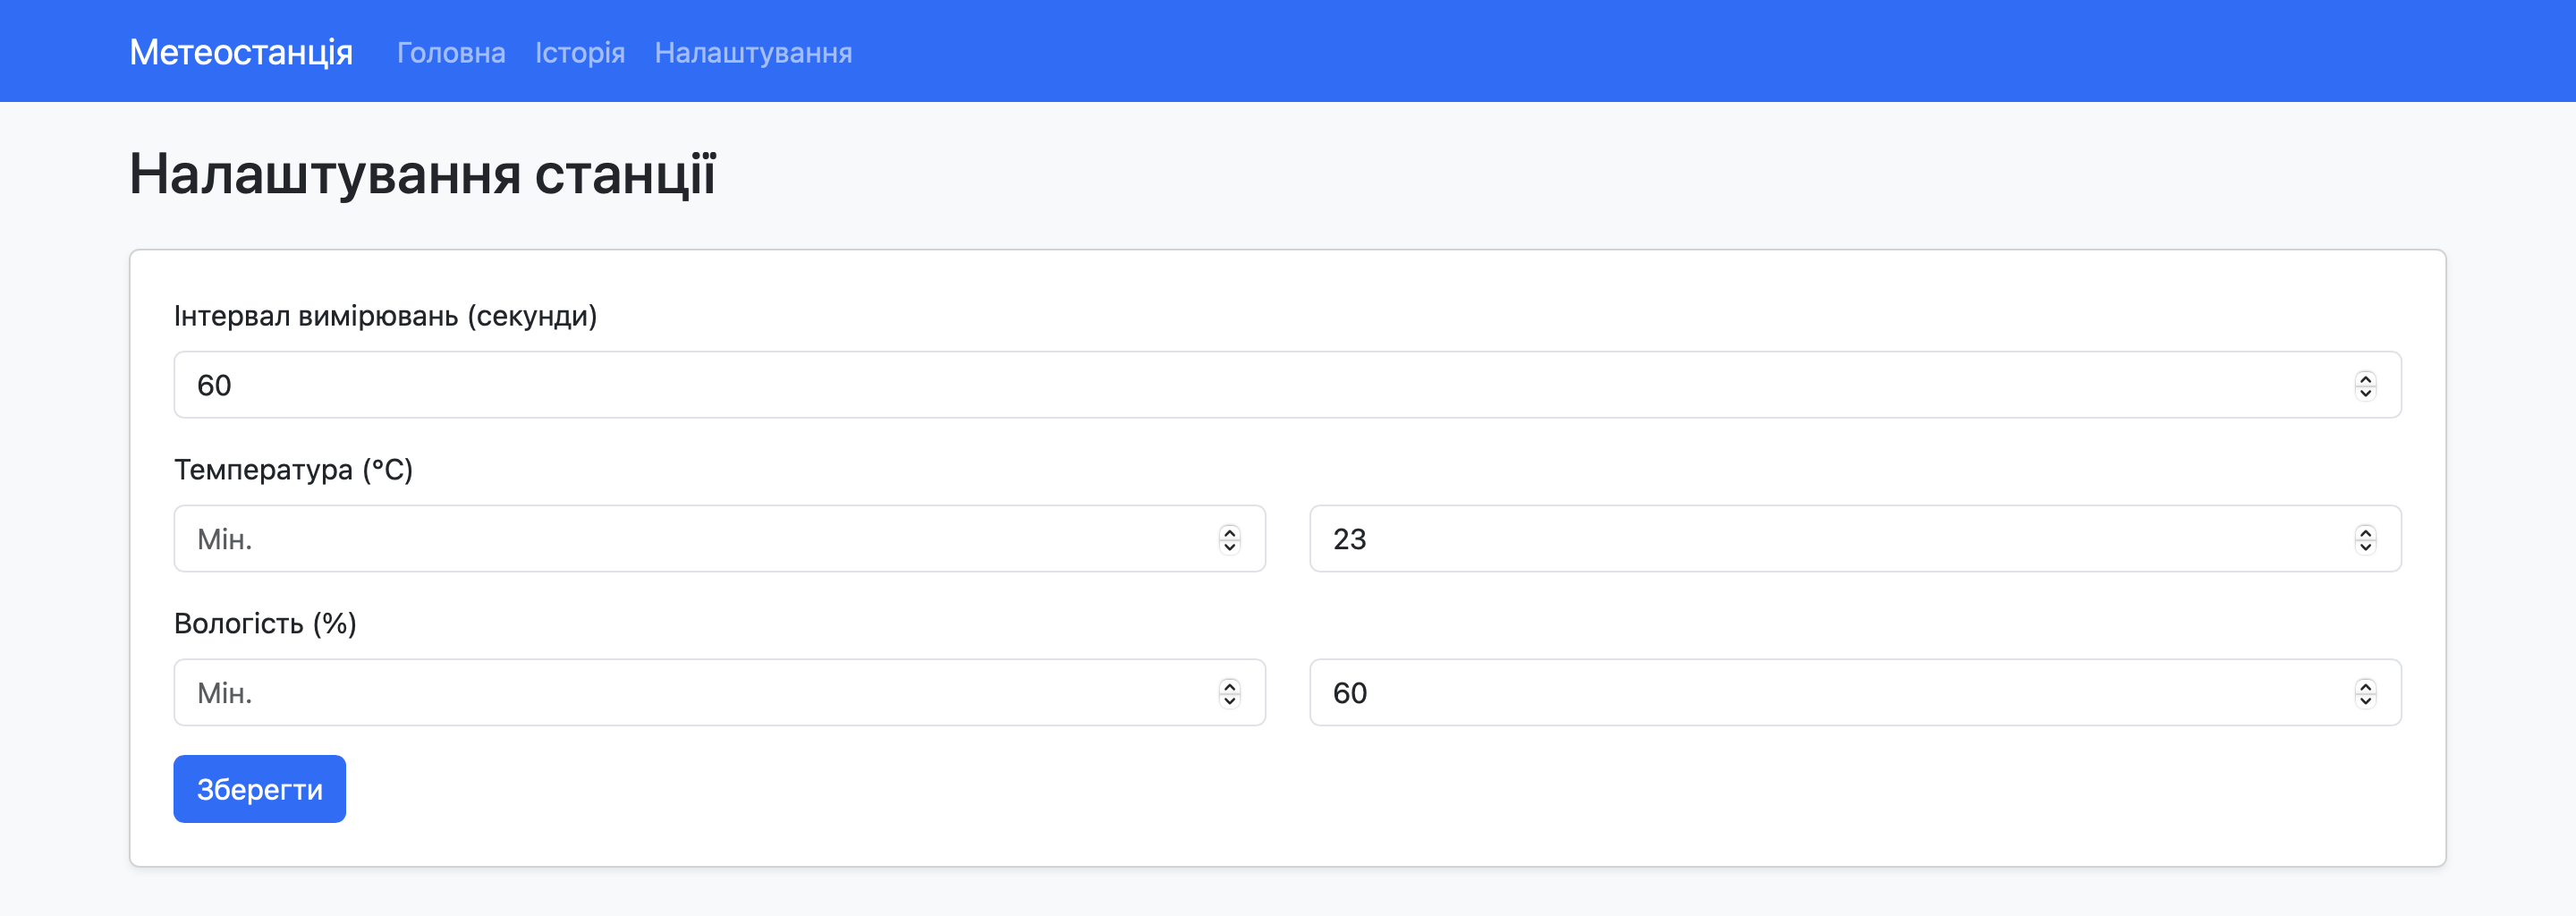 Метеостанція Головна Історія Налаштування
Налаштування станції
Інтервал вимірювань (секунди)
60
Температура (°C)
Мін. 23
Вологість (%)
Мін. 60
Зберегти